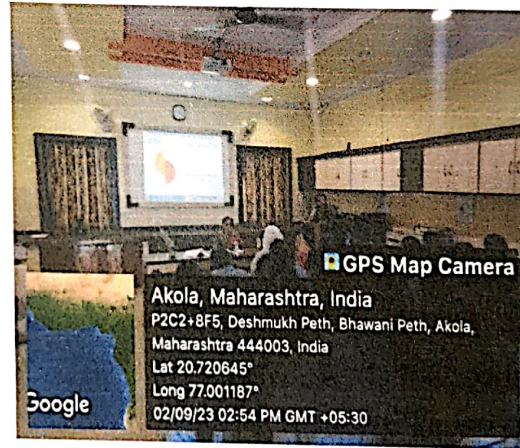 GPS Map Camera
Akola, Maharashtra, India
P2C2+8F5, Deshmukh Peth, Bhawani Peth, Akola,
Maharashtra 444003, India
Lat 20.720645°
Long 77.001187°
02/09/23 02:54 PM GMT +05:30
Google